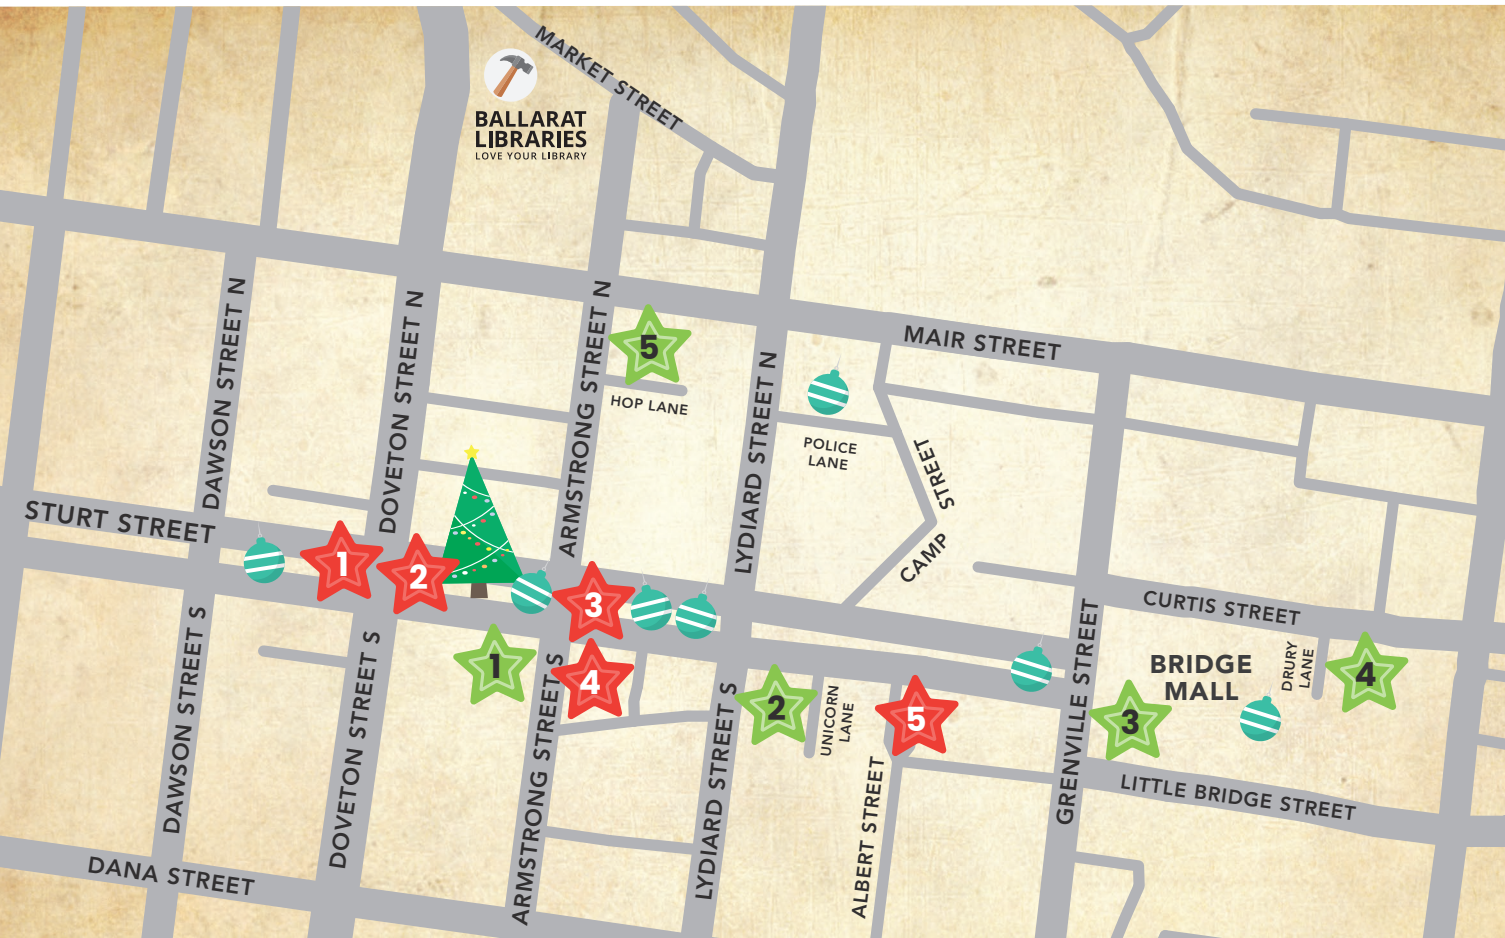 MARKET STREET
BALLARAT
LIBRARIES
LOVE YOUR LIBRARY
DAWSON STREET N
DOVETON STREET N
ARMSTRONG STREET N
5
HOP LANE
LYDIARD STREET N
MAIR STREET
POLICE
LANE
CAMP STREET
STURT STREET
1
2
3
CURTIS STREET
DAWSON STREET S
DOVETON STREET S
1
ARMSTRONG STREET S
4
LYDIARD STREET S
2
UNICORN
LANE
5
ALBERT STREET
GRENVILLE STREET
BRIDGE
MALL
3
DRURY
LANE
4
LITTLE BRIDGE STREET
DANA STREET